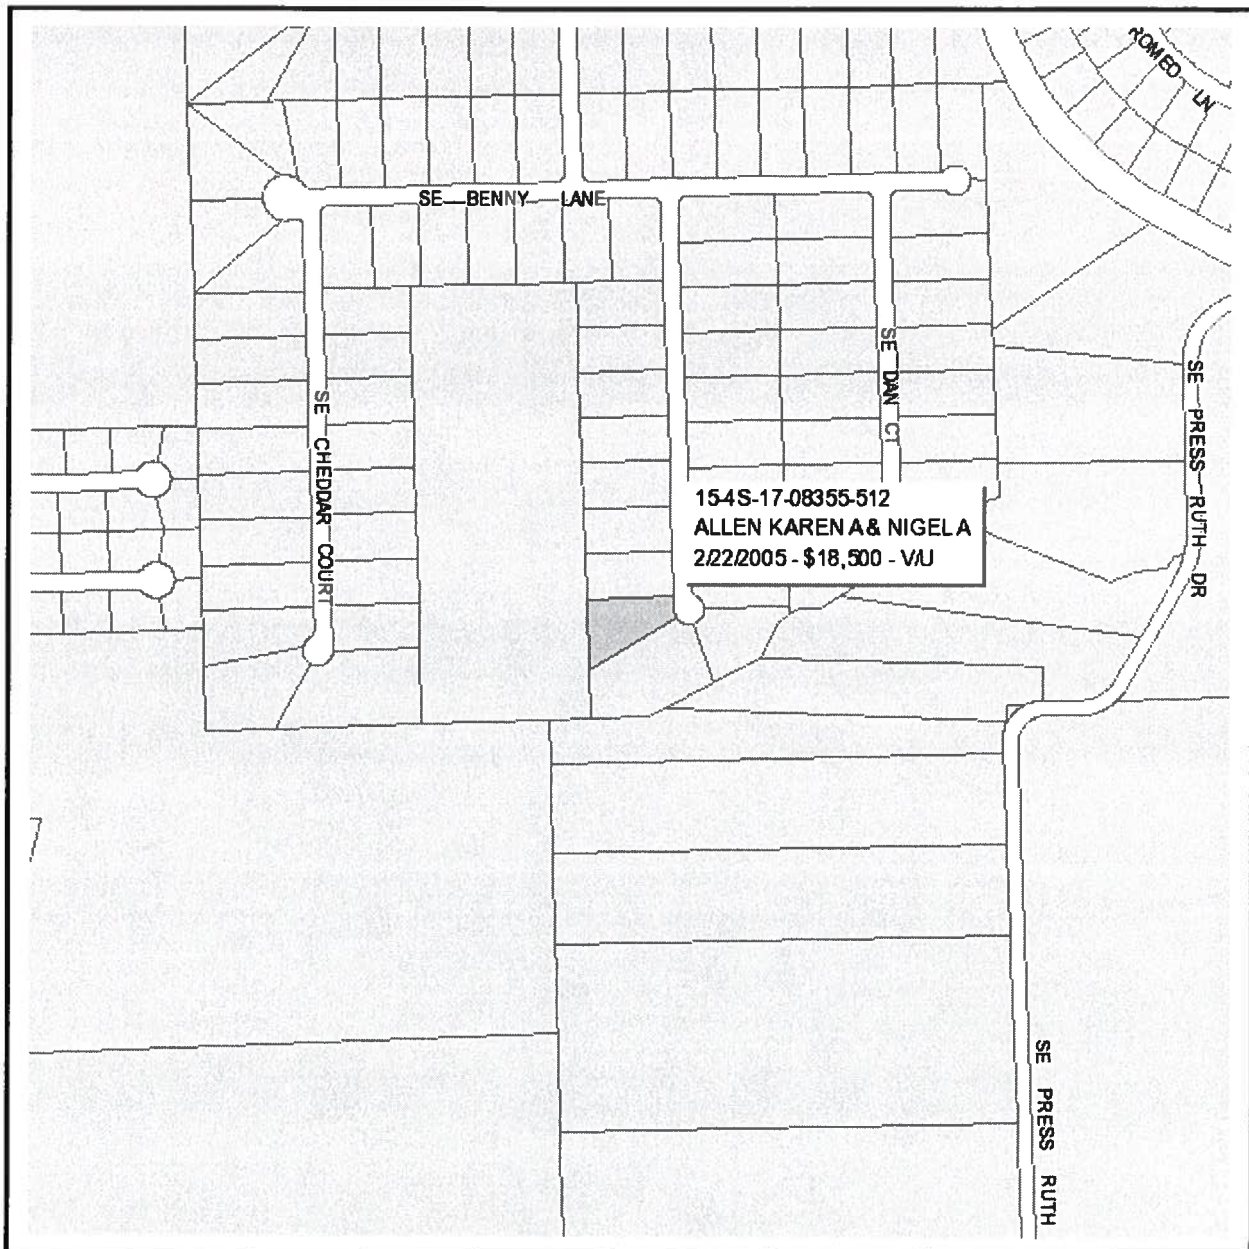 ROMEO LN
SE BENNY LANE
SE DAN CT
SE CHEDDAR COURT
SE PRESS RUTH DR
15-4S-17-08355-512
ALLEN KAREN A & NIGEL A
2/22/2005 - $18,500 - V/U
SE PRESS RUTH